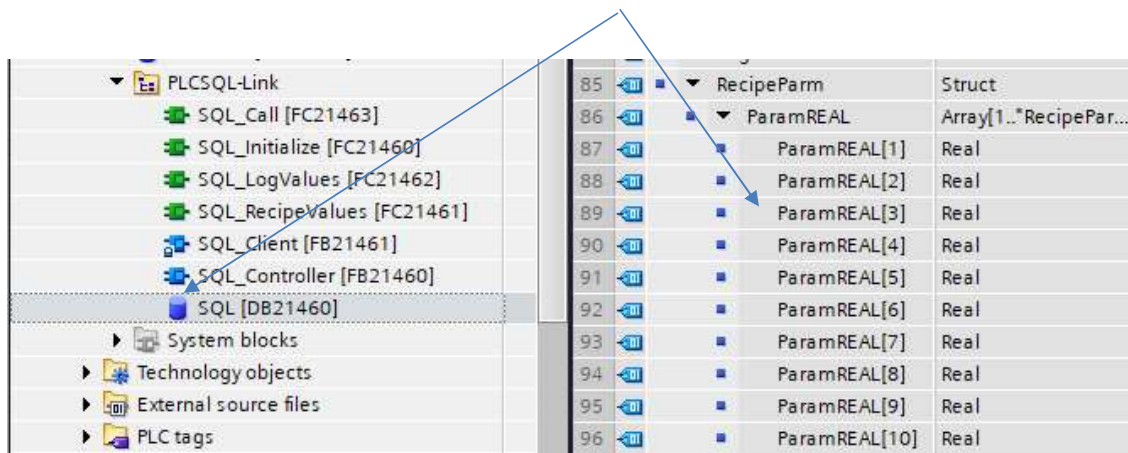 PLCSQL-Link
SQL_Call [FC21463]
SQL_Initialize [FC21460]
SQL_LogValues [FC21462]
SQL_RecipeValues [FC21461]
SQL_Client [FB21461]
SQL_Controller [FB21460]
SQL [DB21460]
System blocks
Technology objects
External source files
PLC tags
85 RecipeParm Struct
86 ParamREAL Array[1.."RecipePar...
87 ParamREAL[1] Real
88 ParamREAL[2] Real
89 ParamREAL[3] Real
90 ParamREAL[4] Real
91 ParamREAL[5] Real
92 ParamREAL[6] Real
93 ParamREAL[7] Real
94 ParamREAL[8] Real
95 ParamREAL[9] Real
96 ParamREAL[10] Real